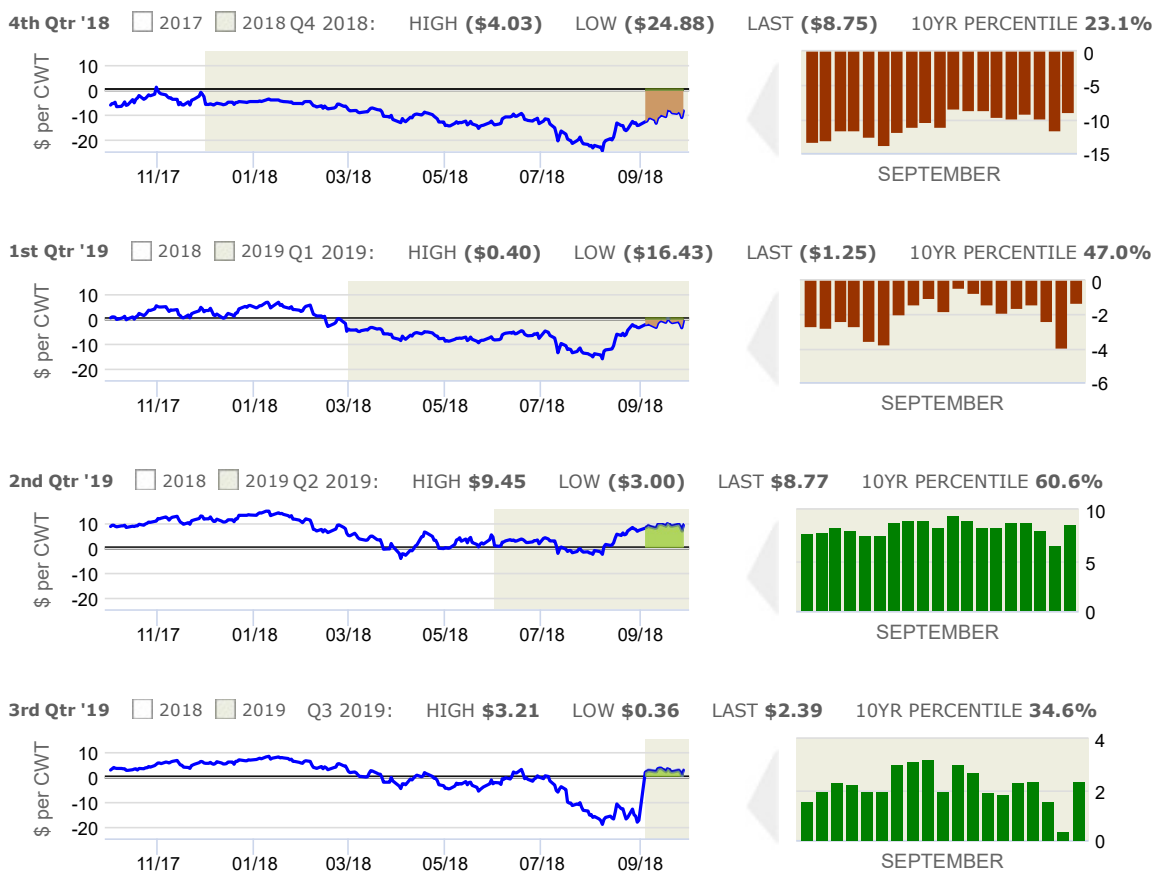 4th Qtr '18 2017 2018 Q4 2018: HIGH ($4.03) LOW ($24.88) LAST ($8.75) 10YR PERCENTILE 23.1%
$ per CWT
10
0
-10
-20
11/17 01/18 03/18 05/18 07/18 09/18
0
-5
-10
-15
SEPTEMBER
1st Qtr '19 2018 2019 Q1 2019: HIGH ($0.40) LOW ($16.43) LAST ($1.25) 10YR PERCENTILE 47.0%
$ per CWT
10
0
-10
-20
11/17 01/18 03/18 05/18 07/18 09/18
0
-2
-4
-6
SEPTEMBER
2nd Qtr '19 2018 2019 Q2 2019: HIGH $9.45 LOW ($3.00) LAST $8.77 10YR PERCENTILE 60.6%
$ per CWT
10
0
-10
-20
11/17 01/18 03/18 05/18 07/18 09/18
10
5
0
SEPTEMBER
3rd Qtr '19 2018 2019 Q3 2019: HIGH $3.21 LOW $0.36 LAST $2.39 10YR PERCENTILE 34.6%
$ per CWT
10
0
-10
-20
11/17 01/18 03/18 05/18 07/18 09/18
4
2
0
SEPTEMBER